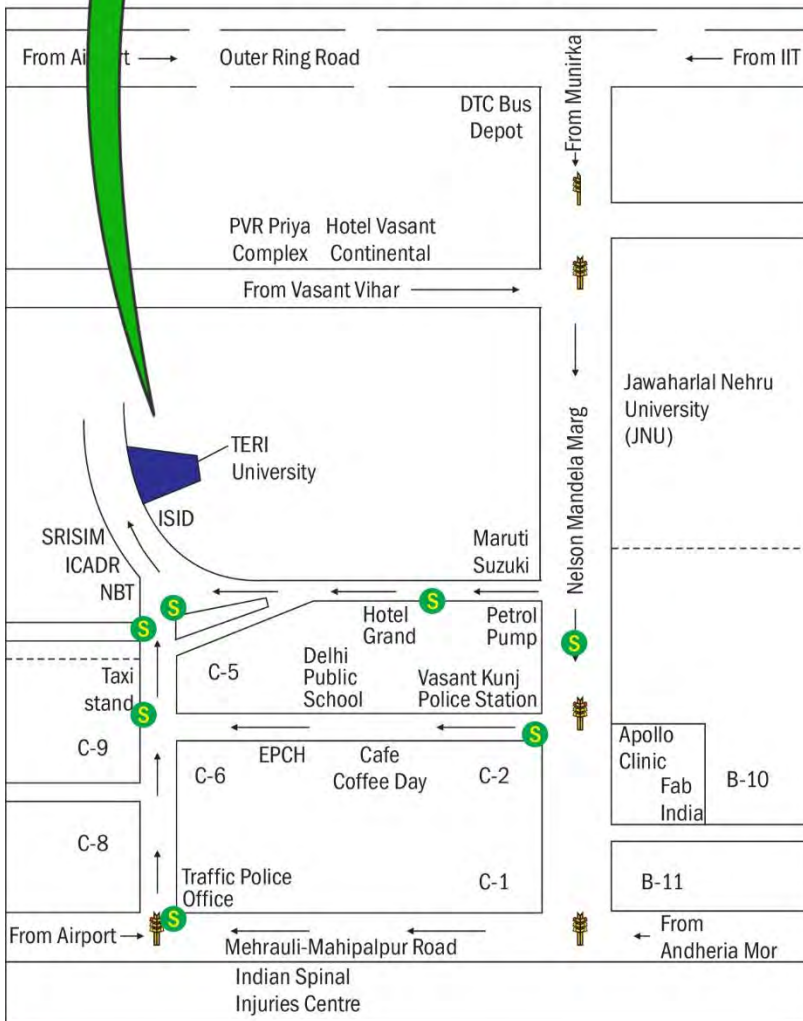 From Airport
Outer Ring Road
From IIT
DTC Bus
Depot
From Munirka
PVR Priya
Complex
Hotel Vasant
Continental
From Vasant Vihar
Jawaharlal Nehru
University
(JNU)
TERI
University
ISID
Nelson Mandela Marg
SRISIM
ICADR
NBT
Maruti
Suzuki
S
S
S
Hotel
Grand
Petrol
Pump
S
Taxi
stand
C-5
Delhi
Public
School
Vasant Kunj
Police Station
S
S
C-9
C-6
EPCH
Cafe
Coffee Day
C-2
Apollo
Clinic
Fab
India
B-10
C-8
Traffic Police
Office
C-1
B-11
S
From Airport
Mehrauli-Mahipalpur Road
From
Andheria Mor
Indian Spinal
Injuries Centre